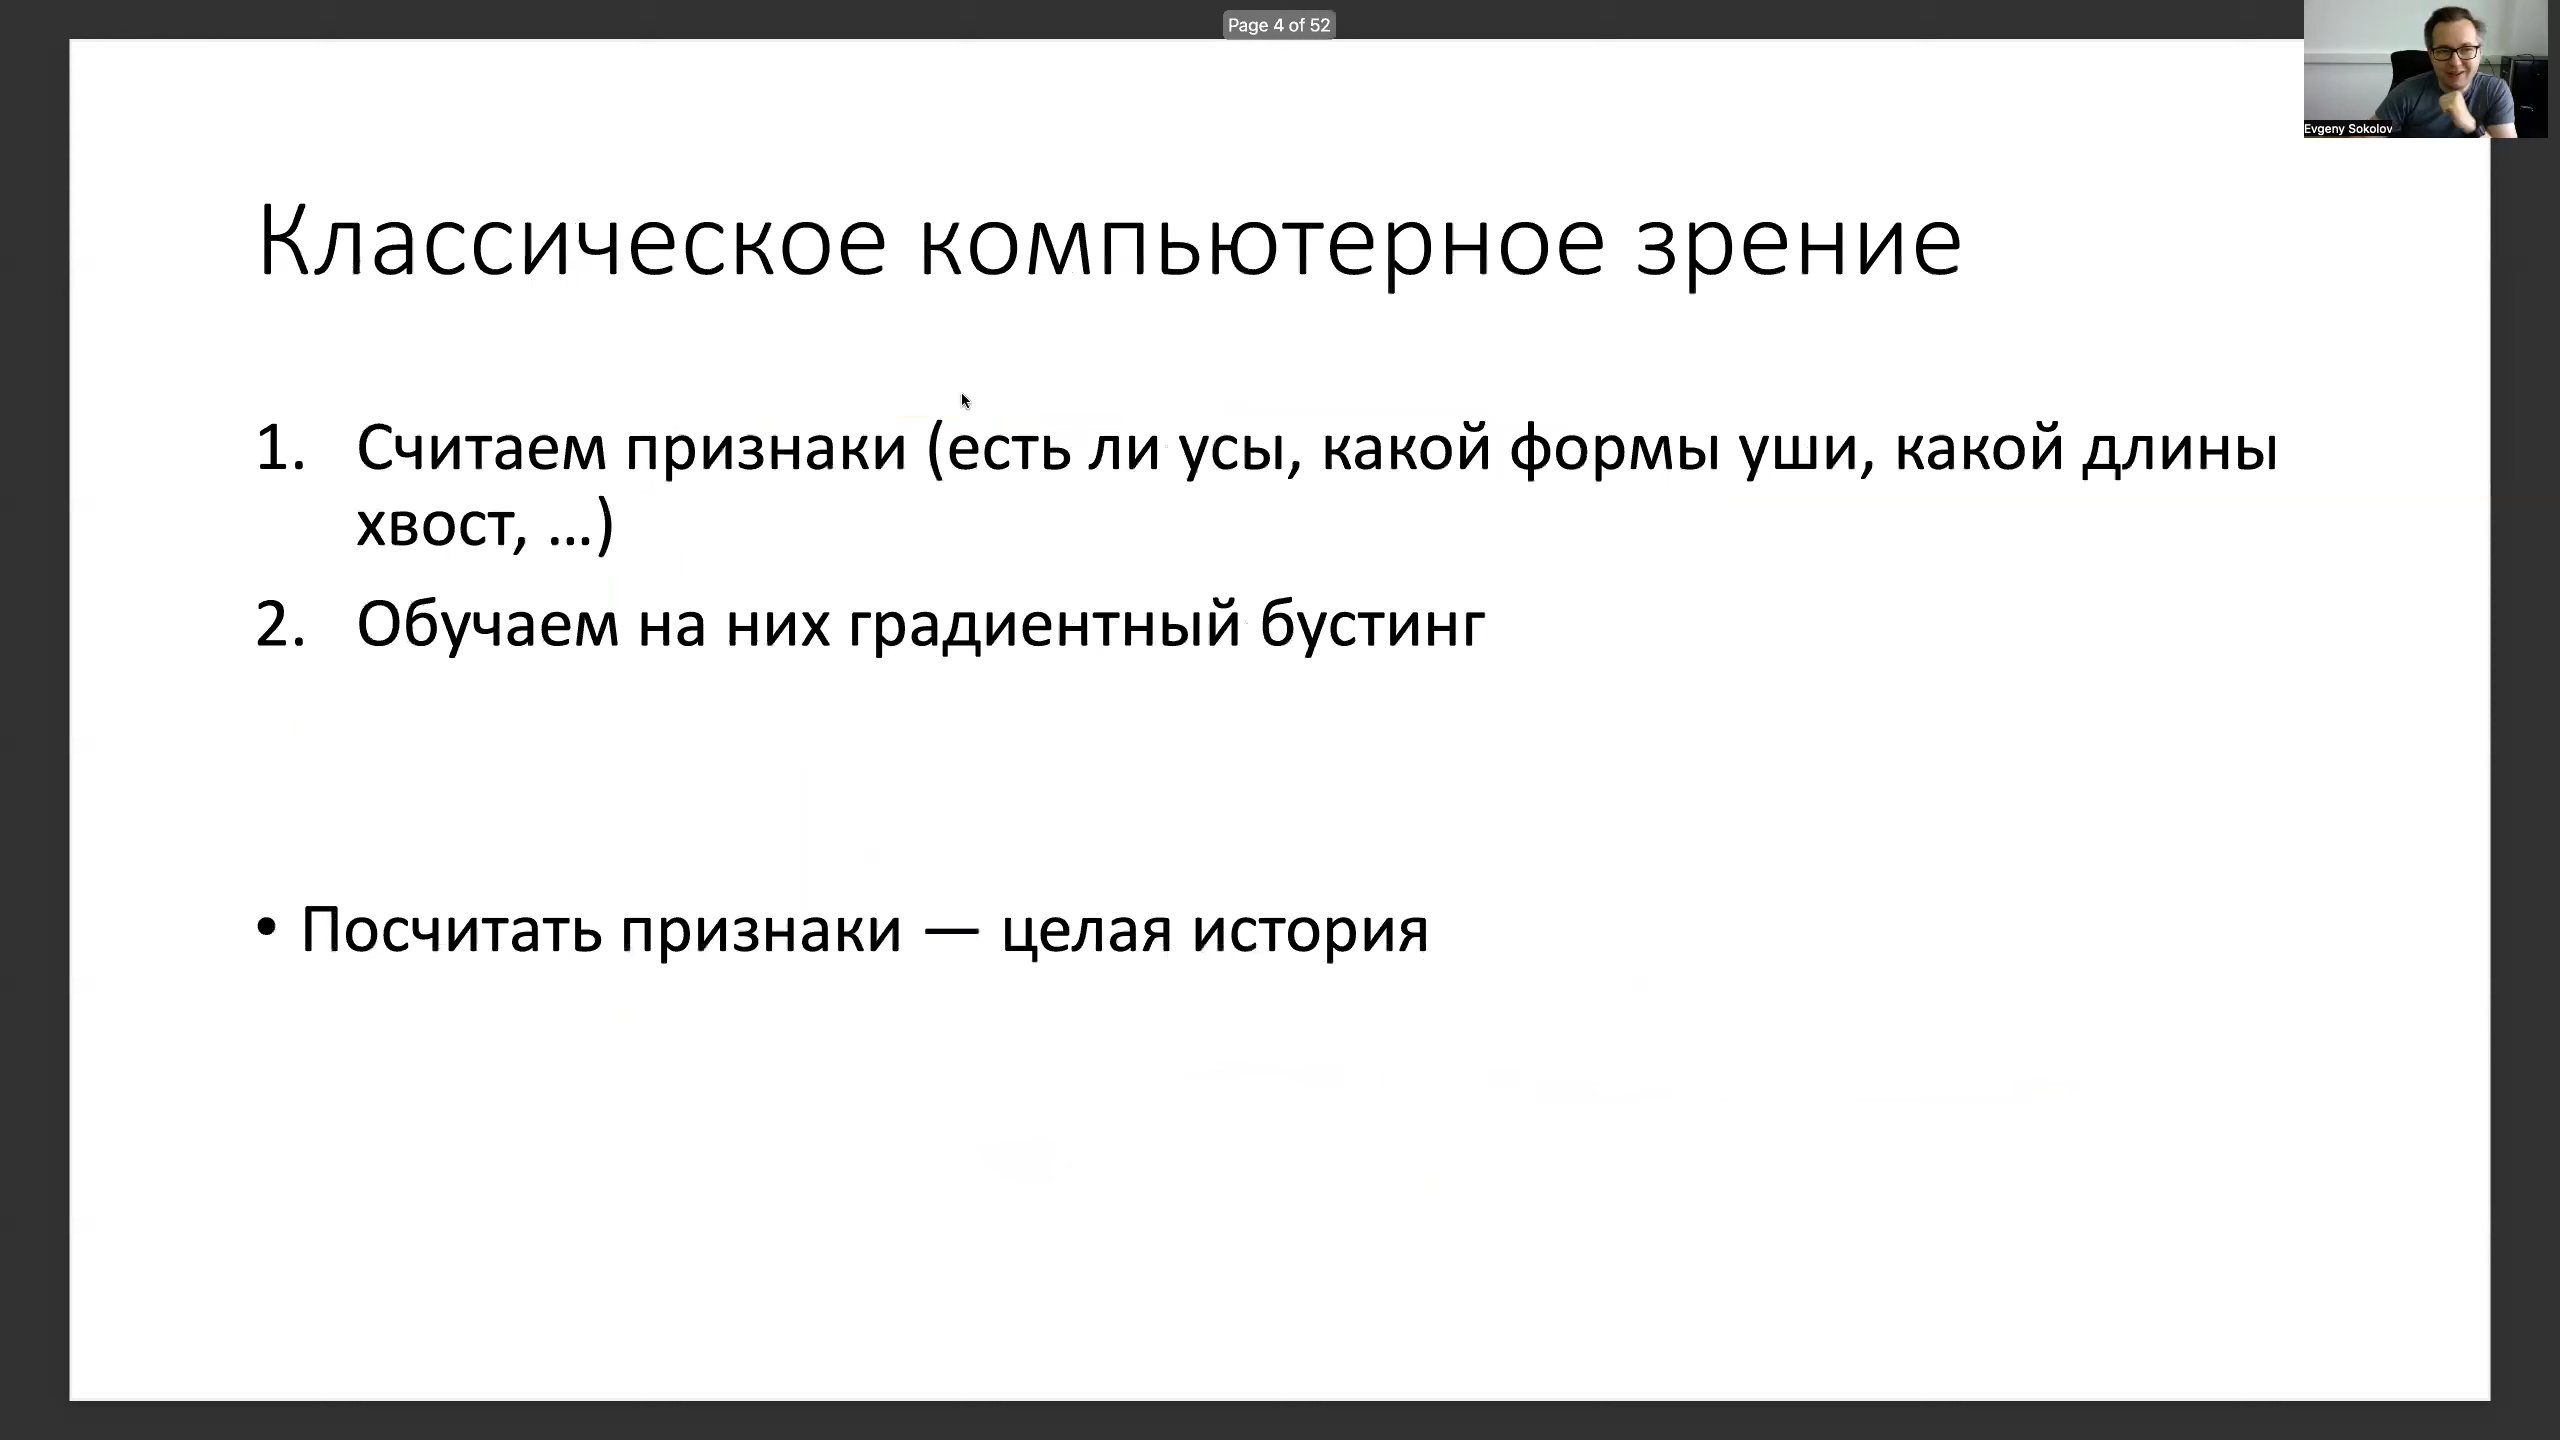 Page 4 of 52
Evgeny Sokolov
Классическое компьютерное зрение
1. Считаем признаки (есть ли усы, какой формы уши, какой длины
хвост, ...)
2. Обучаем на них градиентный бустинг
• Посчитать признаки — целая история